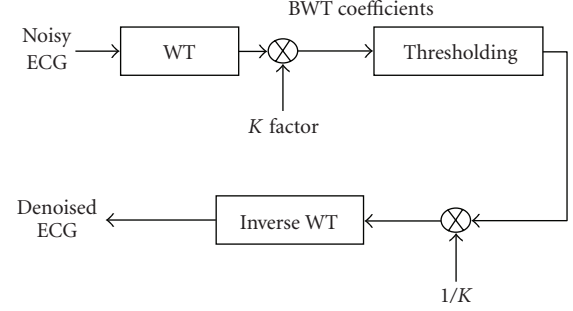 BWT coefficients
Noisy
ECG
WT
Thresholding
K factor
Denoised
ECG
Inverse WT
1/K